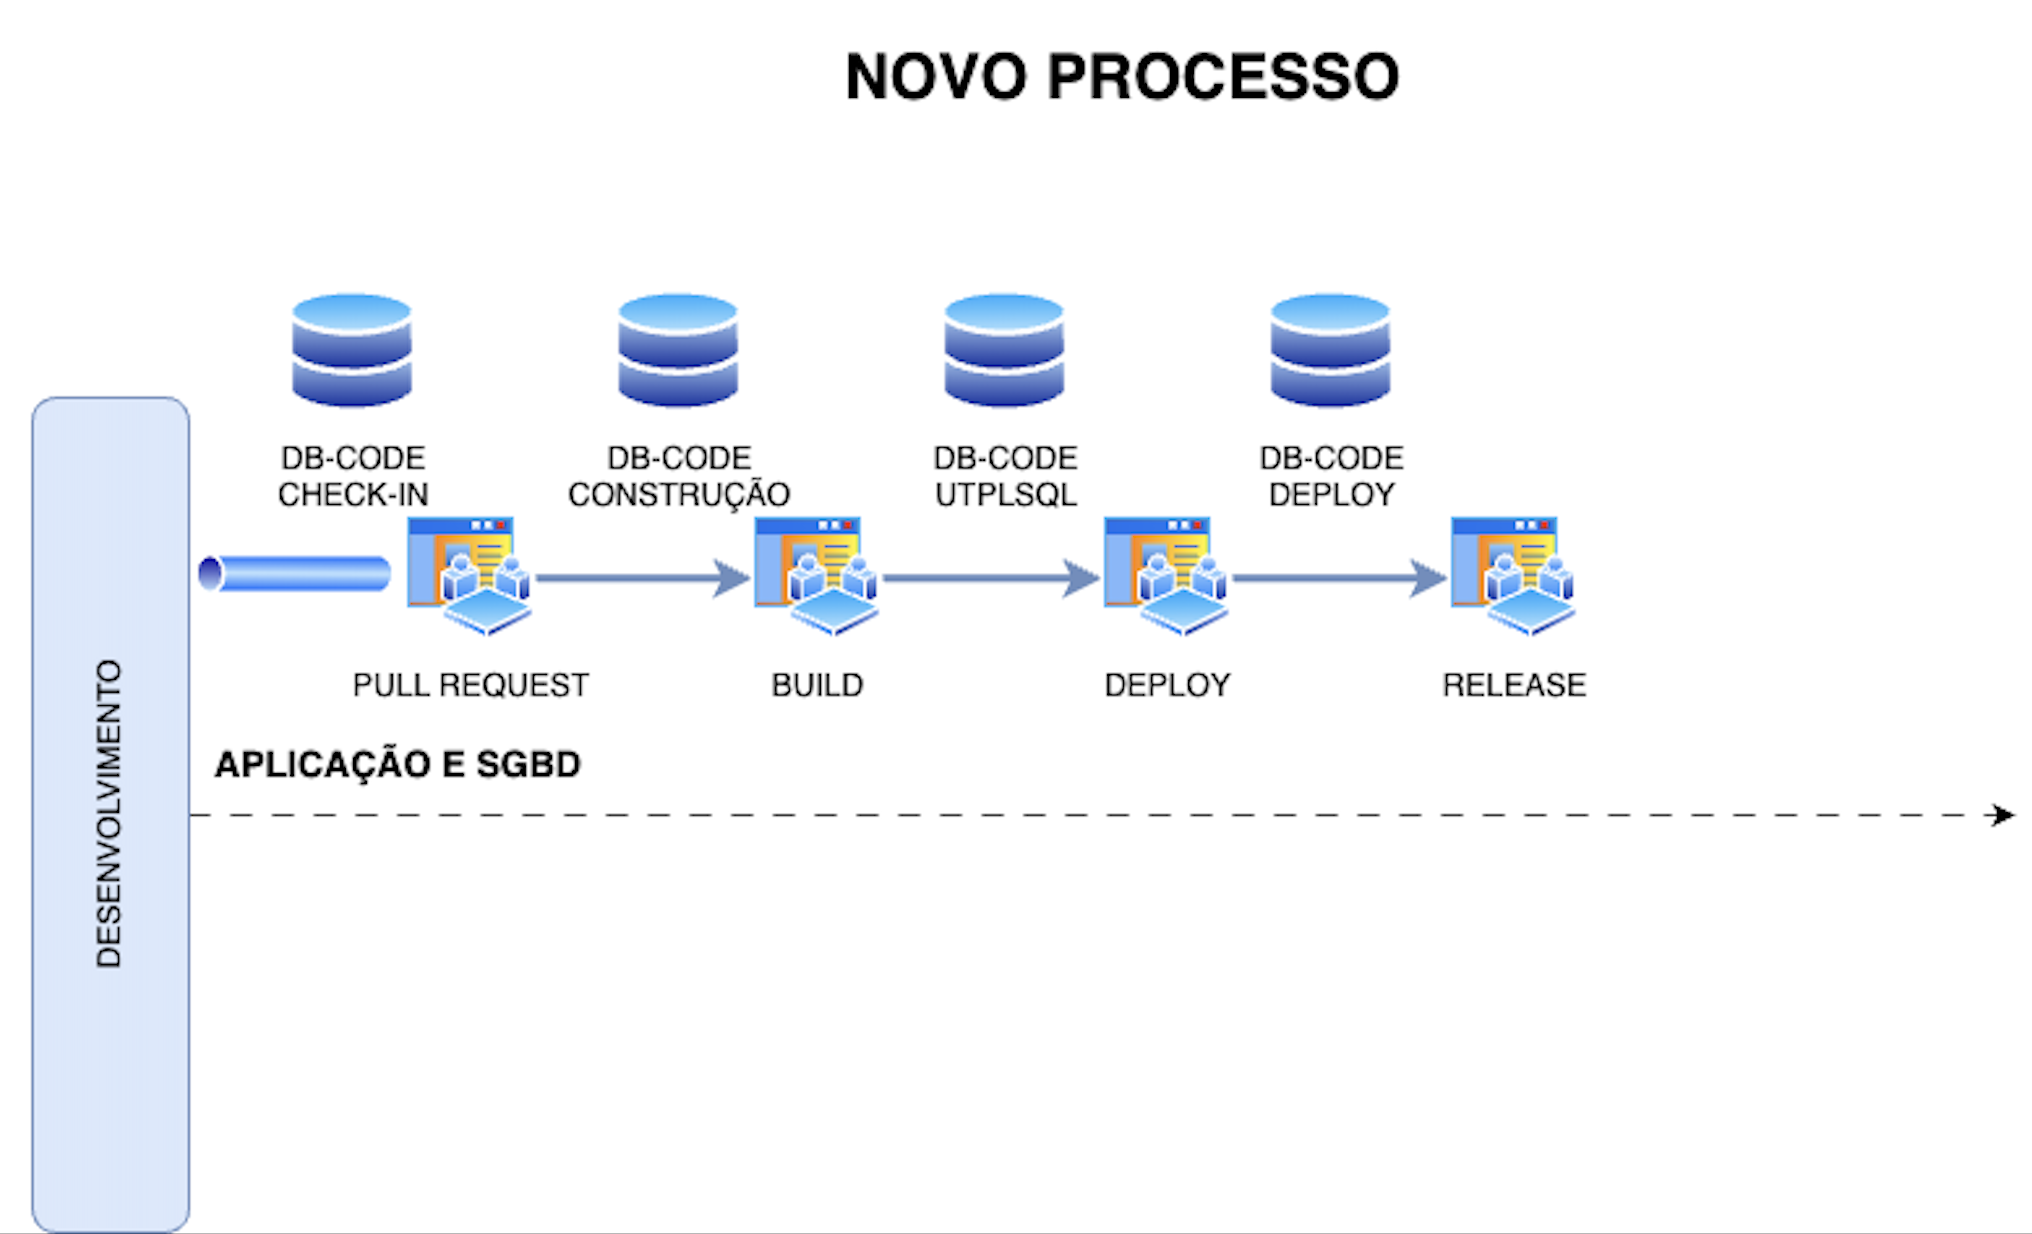 NOVO PROCESSO
DB-CODE
CHECK-IN
DB-CODE
CONSTRUÇÃO
DB-CODE
UTPLSQL
DB-CODE
DEPLOY
PULL REQUEST
BUILD
DEPLOY
RELEASE
APLICAÇÃO E SGBD
DESENVOLVIMENTO